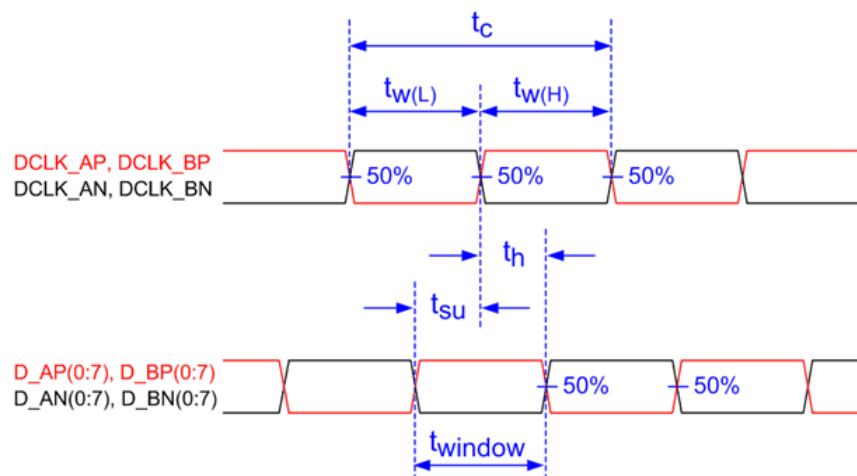 tc
tw(L) tw(H)
DCLK_AP, DCLK_BP
DCLK_AN, DCLK_BN
50% 50% 50%
th
tsu
D_AP(0:7), D_BP(0:7)
D_AN(0:7), D_BN(0:7)
50% 50%
twindow